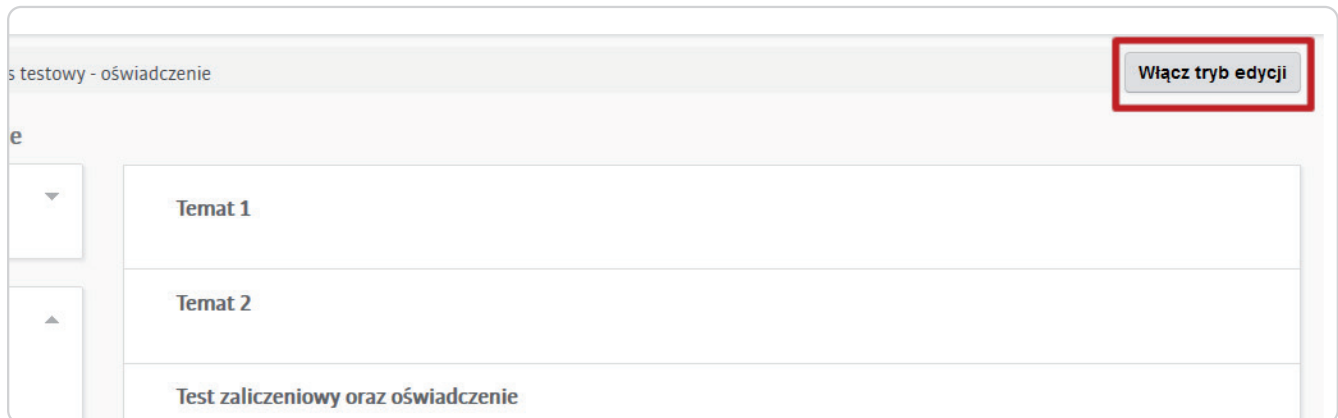 s testowy - oświadczenie
Włącz tryb edycji
e
Temat 1
Temat 2
Test zaliczeniowy oraz oświadczenie